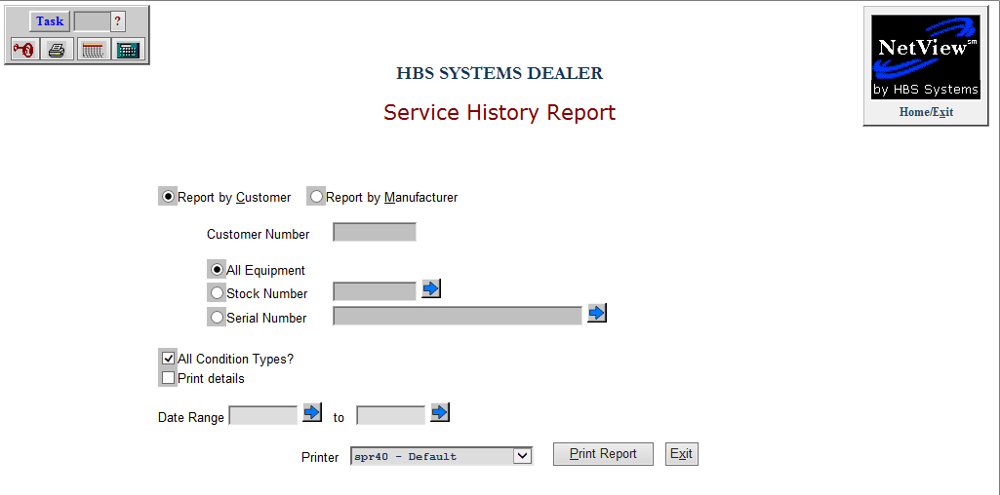 Task ?
HBS SYSTEMS DEALER
Service History Report
NetView℠
by HBS Systems
Home/Exit
Report by Customer Report by Manufacturer
Customer Number
All Equipment
Stock Number
Serial Number
All Condition Types?
Print details
Date Range to
Printer spr40 - Default Print Report Exit